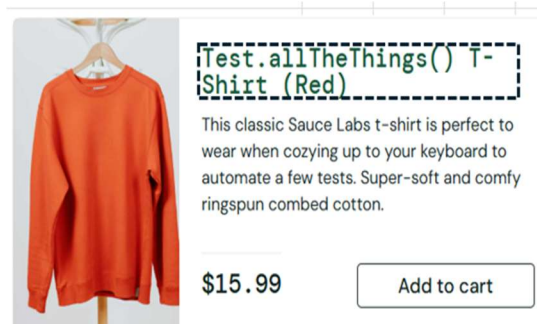 Test.allTheThings() T-
Shirt (Red)
This classic Sauce Labs t-shirt is perfect to
wear when cozying up to your keyboard to
automate a few tests. Super-soft and comfy
ringspun combed cotton.
$15.99
Add to cart